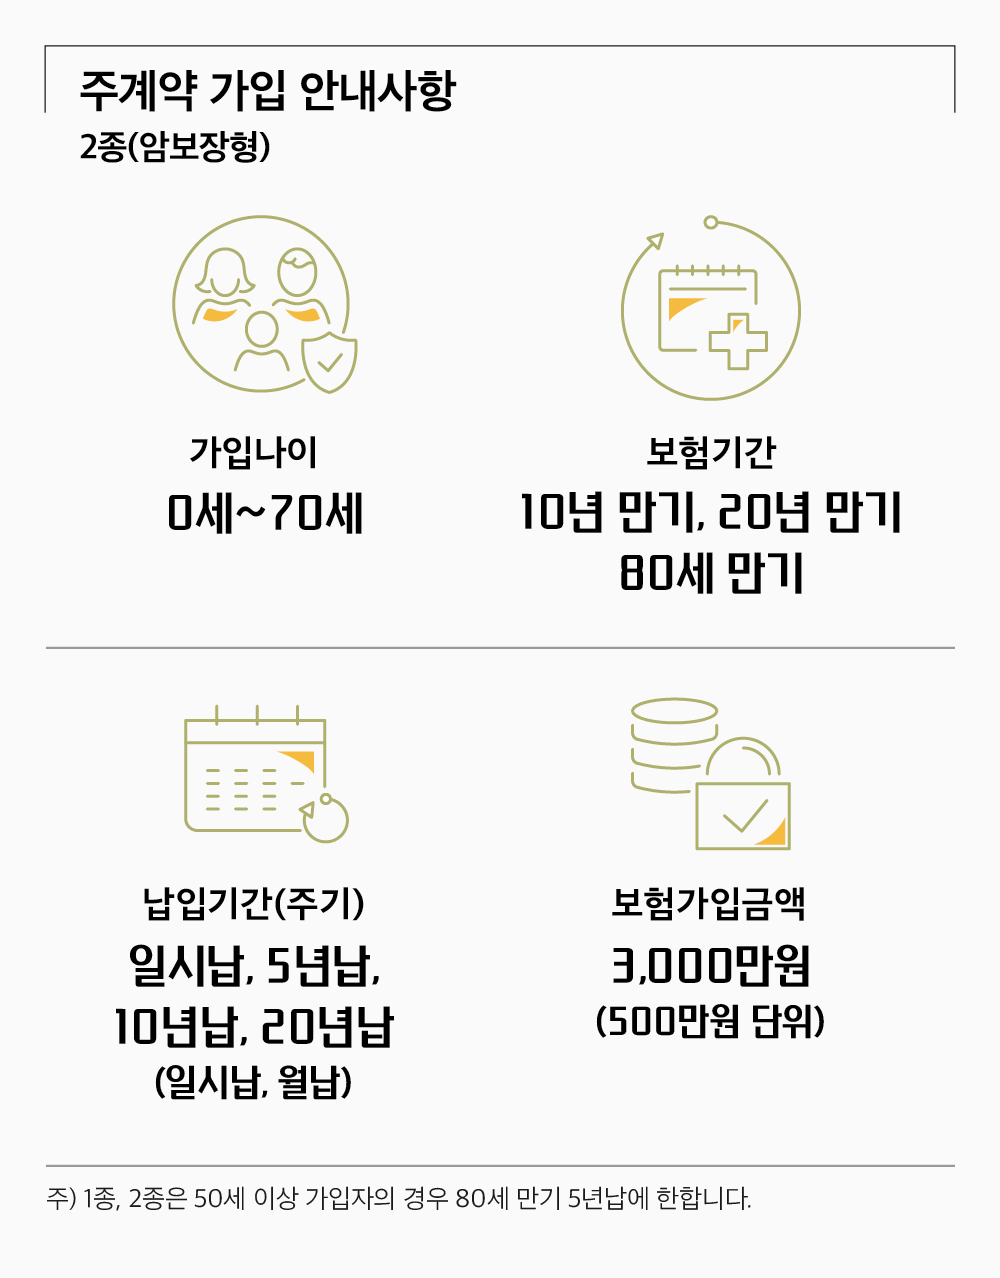 주계약 가입 안내사항
2종(암보장형)
가입나이
0세~70세
보험기간
10년 만기, 20년 만기
80세 만기
납입기간(주기)
일시납, 5년납,
10년납, 20년납
(일시납, 월납)
보험가입금액
3,000만원
(500만원 단위)
주) 1종, 2종은 50세 이상 가입자의 경우 80세 만기 5년납에 한합니다.